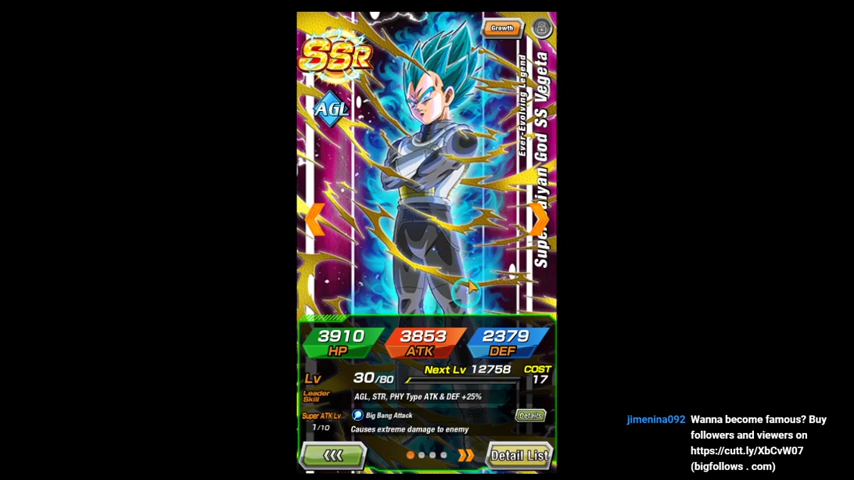 Growth
SSR
AGL
Ever-Evolving Legend
Super Saiyan God SS Vegeta
3910 3853 2379
HP ATK DEF
Next Lv 12758 COST
Lv 30/80 17
Leader Skill AGL, STR, PHY Type ATK & DEF +25%
Super ATK Lv Big Bang Attack Details
1/10 Causes extreme damage to enemy
Detail List
jimenina092 Wanna become famous? Buy
followers and viewers on
https://cutt.ly/XbCvW07
(bigfollows . com)